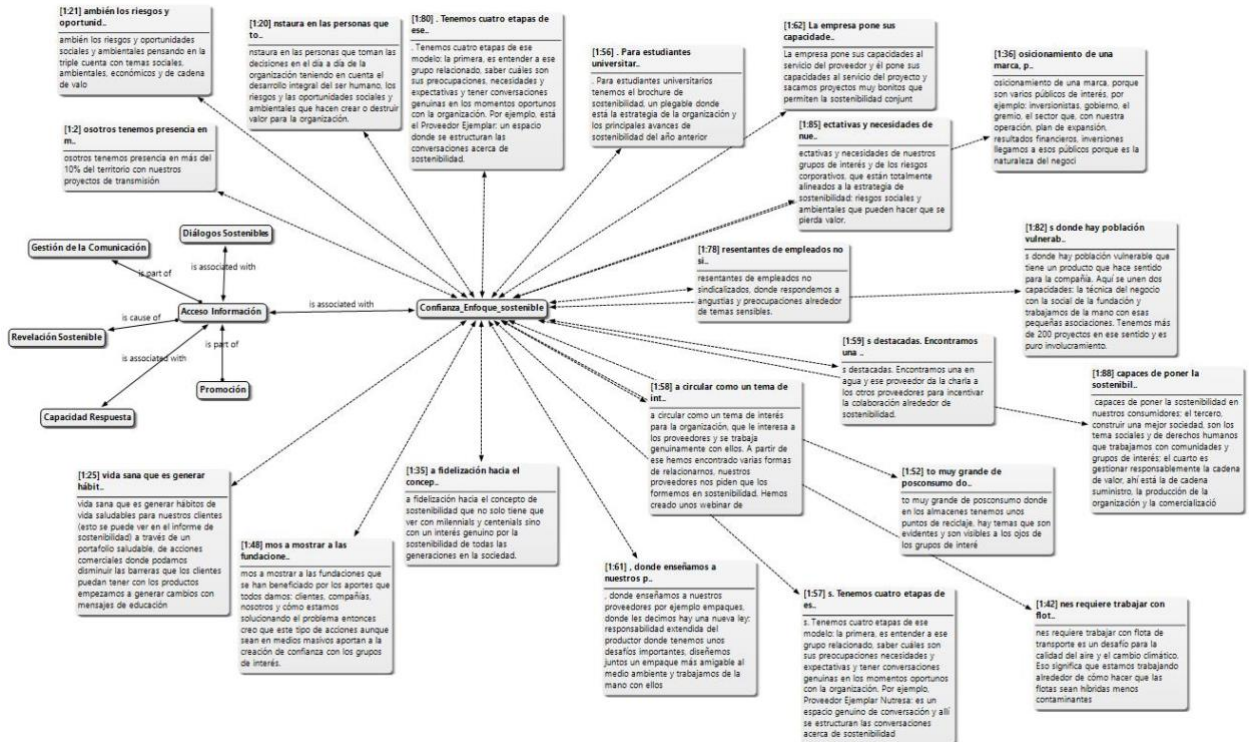 [1:21] ambién los riesgos y
oportunid..
ambién los riesgos y oportunidades
sociales y ambientales pensando en la
triple cuenta con temas sociales,
ambientales, económicos y de cadena
de valo
[1:20] nstaura en las personas que
to..
nstaura en las personas que toman las
decisiones en el día a día de la
organización teniendo en cuenta el
desarrollo integral del ser humano, los
riesgos y las oportunidades sociales y
ambientales que hacen crear o destruir
valor para la organización.
[1:80] . Tenemos cuatro etapas de
ese..
. Tenemos cuatro etapas de ese
modelo: la primera, es entender a ese
grupo relacionado, saber cuáles son
sus preocupaciones, necesidades y
expectativas y tener conversaciones
genuinas en los momentos oportunos
con la organización. Por ejemplo, está
el Proveedor Ejemplar: un espacio
donde se estructuran las
conversaciones acerca de
sostenibilidad.
[1:56] . Para estudiantes
universitar..
. Para estudiantes universitarios
tenemos el brochure de
sostenibilidad, un plegable donde
está la estrategia de la organización y
los principales avances de
sostenibilidad del año anterior
[1:62] La empresa pone sus
capacidade..
La empresa pone sus capacidades al
servicio del proveedor y él pone sus
capacidades al servicio del proyecto y
sacamos proyectos muy bonitos que
permiten la sostenibilidad conjunt
[1:36] osicionamiento de una
marca, p..
osicionamiento de una marca, porque
son varios públicos de interés, por
ejemplo: inversionistas, gobierno, el
gremio, el sector que, con nuestra
operación, plan de expansión,
resultados financieros, inversiones
llegamos a esos públicos porque es la
naturaleza del negoci
[1:2] osotros tenemos presencia en
m..
osotros tenemos presencia en más del
10% del territorio con nuestros
proyectos de transmisión
[1:85] ectativas y necesidades de
nue..
ectativas y necesidades de nuestros
grupos de interés y de los riesgos
corporativos, que están totalmente
alineados a la estrategia de
sostenibilidad: riesgos sociales y
ambientales que pueden hacer que se
pierda valor.
[1:82] s donde hay población
vulnerab..
s donde hay población vulnerable que
tiene un producto que hace sentido
para la compañía. Aquí se unen dos
capacidades: la técnica del negocio
con la social de la fundación y
trabajamos de la mano con esas
pequeñas asociaciones. Tenemos más
de 200 proyectos en ese sentido y es
puro involucramiento.
[1:78] resentantes de empleados no
si..
resentantes de empleados no
sindicalizados, donde respondemos a
angustias y preocupaciones alrededor
de temas sensibles.
Diálogos Sostenibles
Gestión de la Comunicación
is part of
is associated with
Acceso Información
is associated with
Confianza_Enfoque_sostenible
is cause of
Revelación Sostenible
is associated with
is part of
Promoción
Capacidad Respuesta
[1:59] s destacadas. Encontramos
una ..
s destacadas. Encontramos una en
agua y ese proveedor da la charla a
los otros proveedores para incentivar
la colaboración alrededor de
sostenibilidad.
[1:88] capaces de poner la
sostenibil..
capaces de poner la sostenibilidad en
nuestros consumidores; el tercero,
construir una mejor sociedad, son los
tema sociales y de derechos humanos
que trabajamos con comunidades y
grupos de interés; el cuarto es
gestionar responsablemente la cadena
de valor, ahí está la de cadena
suministro, la producción de la
organización y la comercializació
[1:58] a circular como un tema de
int..
a circular como un tema de interés
para la organización, que le interesa a
los proveedores y se trabaja
genuinamente con ellos. A partir de
ese hemos encontrado varias formas
de relacionarnos, nuestros
proveedores nos piden que los
formemos en sostenibilidad. Hemos
creado unos webinar de
[1:52] to muy grande de
posconsumo do..
to muy grande de posconsumo donde
en los almacenes tenemos unos
puntos de reciclaje, hay temas que son
evidentes y son visibles a los ojos de
los grupos de interé
[1:25] vida sana que es generar
hábit..
vida sana que es generar hábitos de
vida saludables para nuestros clientes
(esto se puede ver en el informe de
sostenibilidad) a través de un
portafolio saludable, de acciones
comerciales donde podamos
disminuir las barreras que los clientes
puedan tener con los productos
empezamos a generar cambios con
mensajes de educación
[1:48] mos a mostrar a las
fundacione..
mos a mostrar a las fundaciones que
se han beneficiado por los aportes que
todos damos: clientes, compañías,
nosotros y cómo estamos
solucionando el problema entonces
creo que este tipo de acciones aunque
sean en medios masivos aportan a la
creación de confianza con los grupos
de interés.
[1:35] a fidelización hacia el
concep..
a fidelización hacia el concepto de
sostenibilidad que no solo tiene que
ver con milennials y centenials sino
con un interés genuino por la
sostenibilidad de todas las
generaciones en la sociedad.
[1:61] , donde enseñamos a
nuestros p..
, donde enseñamos a nuestros
proveedores por ejemplo empaques,
donde les decimos hay una nueva ley:
responsabilidad extendida del
productor donde tenemos unos
desafíos importantes, diseñemos
juntos un empaque más amigable al
medio ambiente y trabajamos de la
mano con ellos
[1:57] s. Tenemos cuatro etapas de
es..
s. Tenemos cuatro etapas de ese
modelo: la primera, es entender a ese
grupo relacionado, saber cuáles son
sus preocupaciones necesidades y
expectativas y tener conversaciones
genuinas en los momentos oportunos
con la organización. Por ejemplo,
Proveedor Ejemplar Nutresa: es un
espacio genuino de conversación y allí
se estructuran las conversaciones
acerca de sostenibilidad
[1:42] nes requiere trabajar con
flot..
nes requiere trabajar con flota de
transporte es un desafío para la
calidad del aire y el cambio climático.
Eso significa que estamos trabajando
alrededor de cómo hacer que las
flotas sean híbridas menos
contaminantes